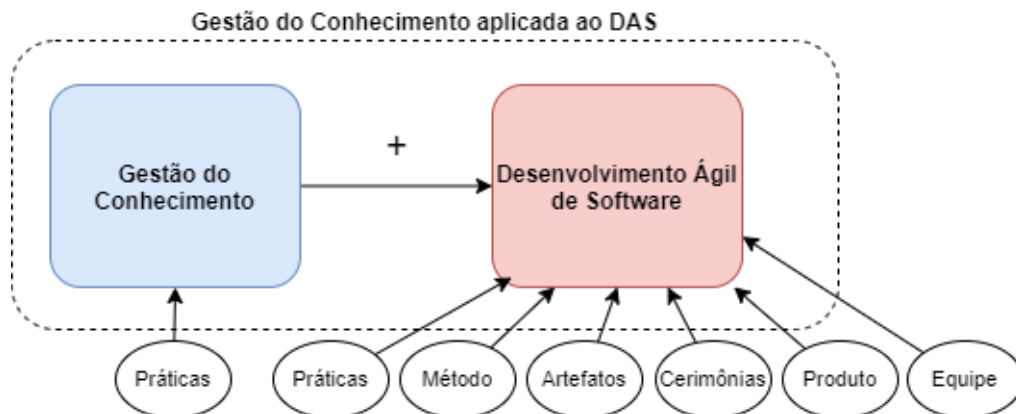 Gestão do Conhecimento aplicada ao DAS
Gestão do
Conhecimento
+
Desenvolvimento Ágil
de Software
Práticas
Práticas
Método
Artefatos
Cerimônias
Produto
Equipe